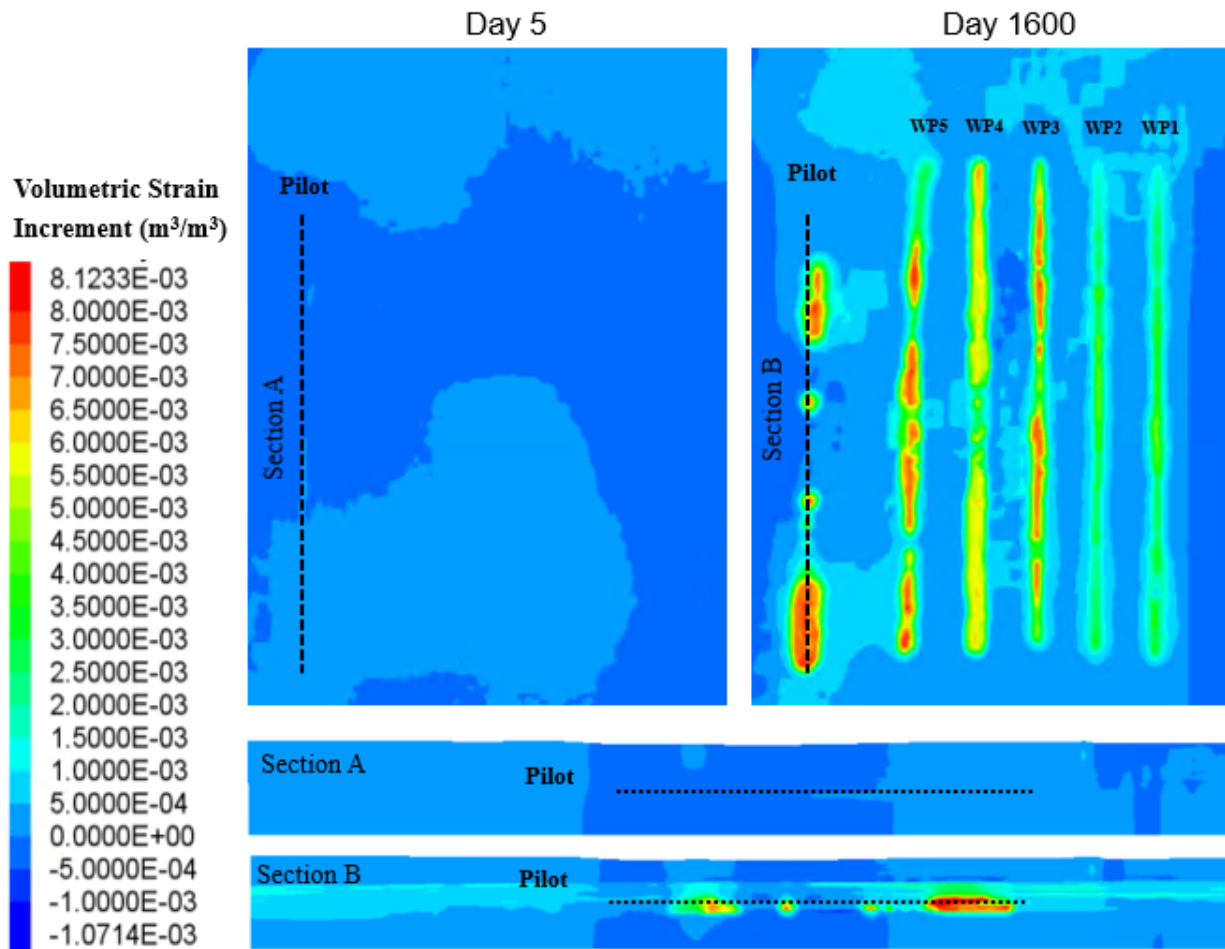 Day 5
Day 1600
WP5 WP4 WP3 WP2 WP1
Volumetric Strain
Increment (m³/m³)
Pilot
Pilot
8.1233E-03
8.0000E-03
7.5000E-03
7.0000E-03
6.5000E-03
6.0000E-03
5.5000E-03
5.0000E-03
4.5000E-03
4.0000E-03
3.5000E-03
3.0000E-03
2.5000E-03
2.0000E-03
1.5000E-03
1.0000E-03
5.0000E-04
0.0000E+00
-5.0000E-04
-1.0000E-03
-1.0714E-03
Section A
Section B
Section A
Pilot
Section B
Pilot